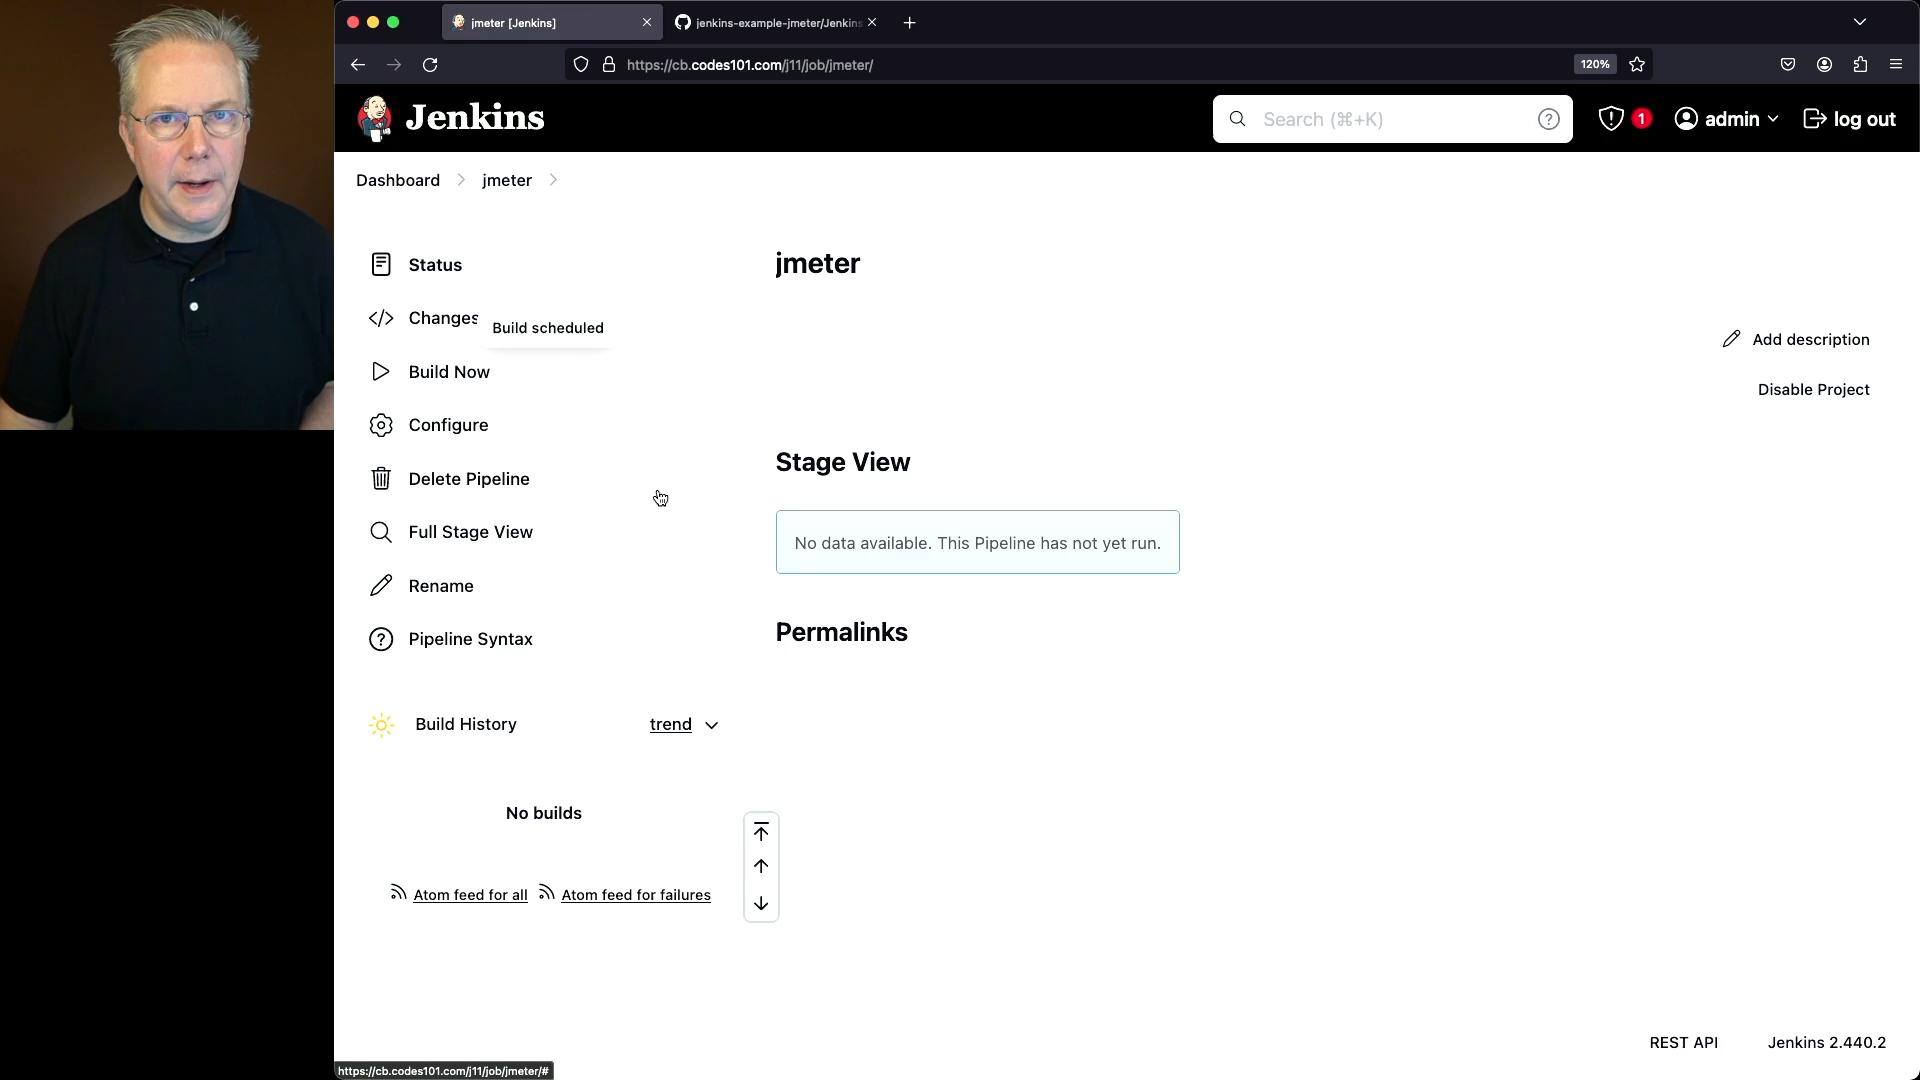 jmeter [Jenkins]
jenkins-example-jmeter/Jenkins
https://cb.codes101.com/j11/job/jmeter/
120%
Jenkins
Search (⌘+K)
1
admin
log out
Dashboard
jmeter
Status
Changes
Build scheduled
Build Now
Configure
Delete Pipeline
Full Stage View
Rename
Pipeline Syntax
Build History
trend
No builds
Atom feed for all
Atom feed for failures
jmeter
Add description
Disable Project
Stage View
No data available. This Pipeline has not yet run.
Permalinks
REST API
Jenkins 2.440.2
https://cb.codes101.com/j11/job/jmeter/#